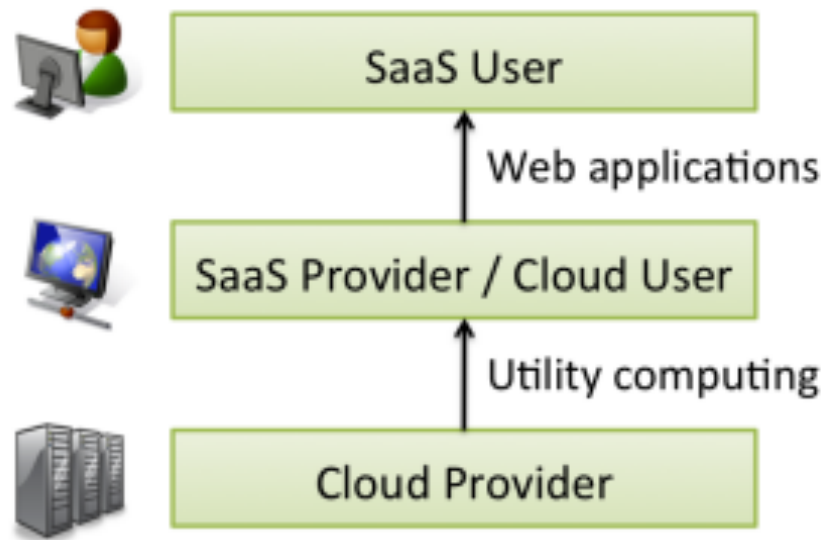 SaaS User
Web applications
SaaS Provider / Cloud User
Utility computing
Cloud Provider